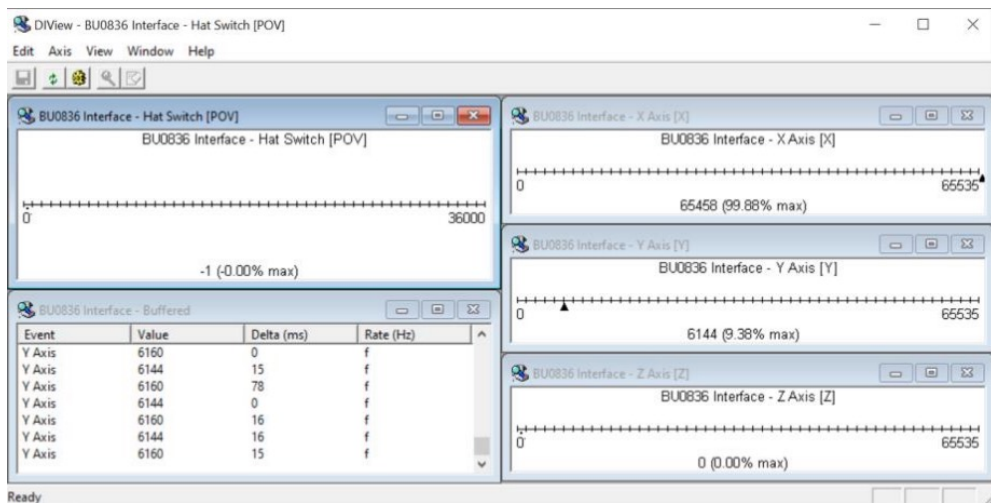 DIView - BU0836 Interface - Hat Switch [POV]
Edit Axis View Window Help
BU0836 Interface - Hat Switch [POV]
BU0836 Interface - Hat Switch [POV]
0
36000
-1 (-0.00% max)
BU0836 Interface - Buffered
Event Value Delta (ms) Rate (Hz)
Y Axis 6160 0 f
Y Axis 6144 15 f
Y Axis 6160 78 f
Y Axis 6144 0 f
Y Axis 6160 16 f
Y Axis 6144 16 f
Y Axis 6160 15 f
BU0836 Interface - X Axis [X]
BU0836 Interface - X Axis [X]
0
65535
65458 (99.88% max)
BU0836 Interface - Y Axis [Y]
BU0836 Interface - Y Axis [Y]
0
65535
6144 (9.38% max)
BU0836 Interface - Z Axis [Z]
BU0836 Interface - Z Axis [Z]
0
65535
0 (0.00% max)
Ready